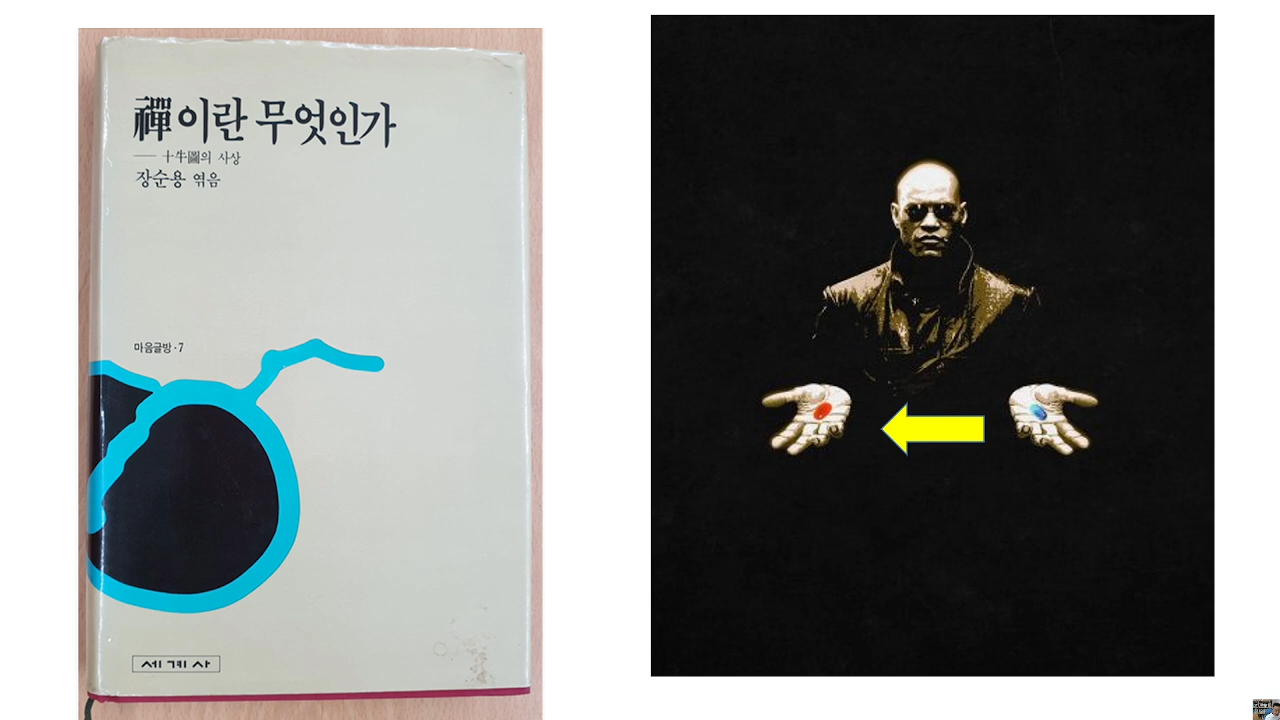 禪이란 무엇인가
── 十牛圖의 사상
장순용 엮음
마음글방·7
세계사